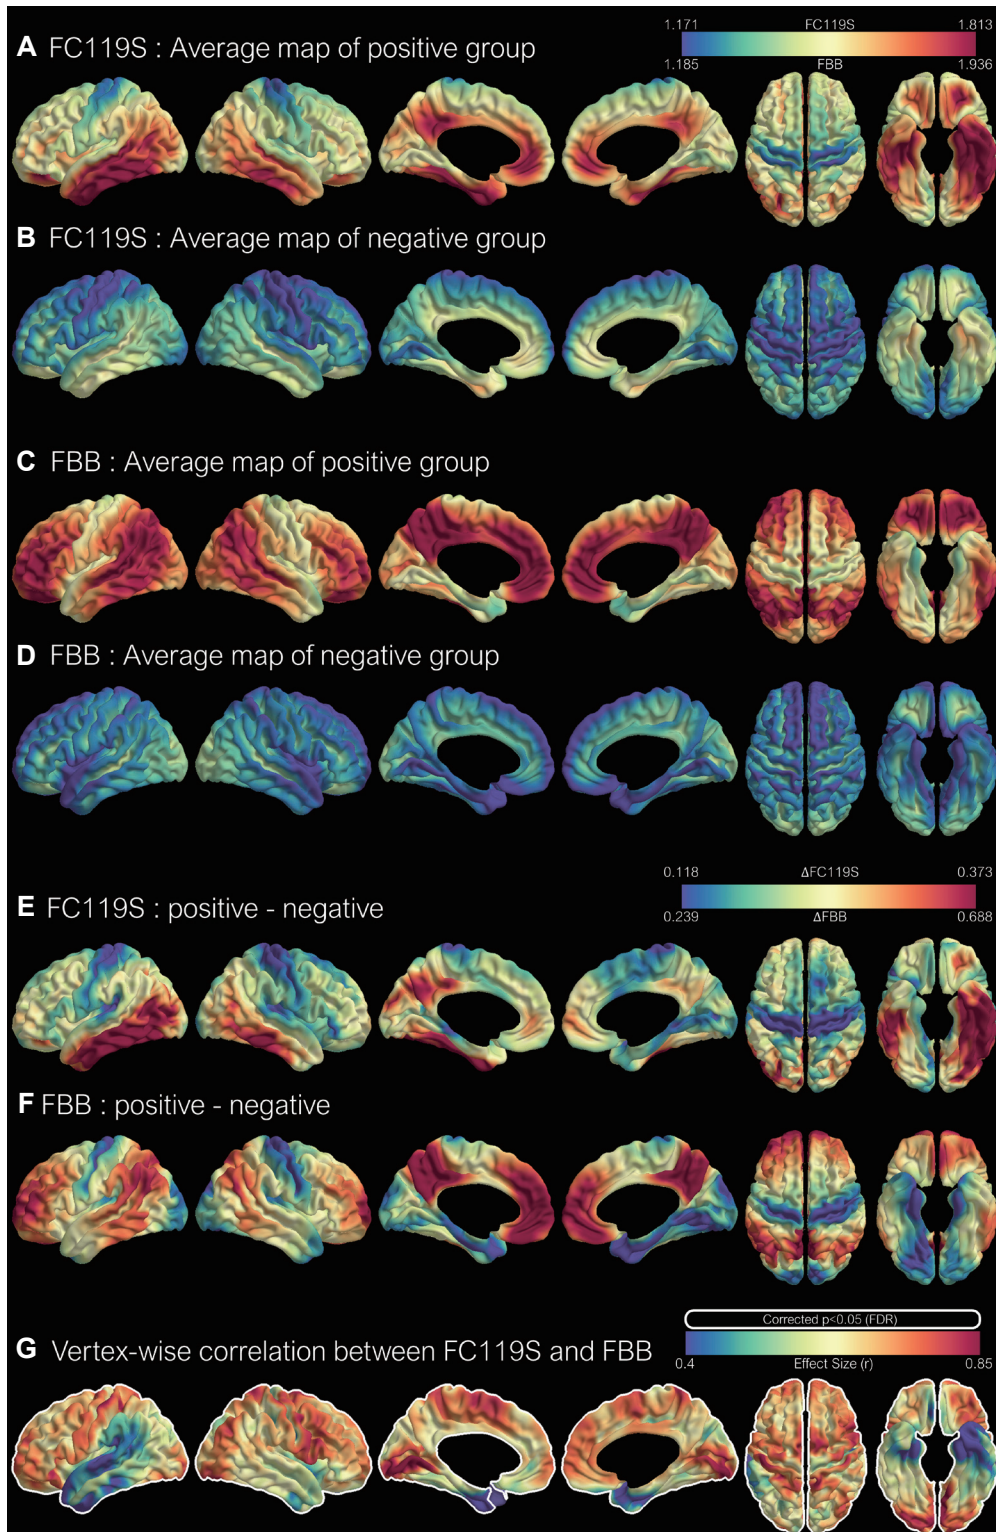 A FC119S : Average map of positive group
1.171 FC119S 1.813
1.185 FBB 1.936
B FC119S : Average map of negative group
C FBB : Average map of positive group
D FBB : Average map of negative group
0.118 ΔFC119S 0.373
0.239 ΔFBB 0.688
E FC119S : positive - negative
F FBB : positive - negative
Corrected p<0.05 (FDR)
G Vertex-wise correlation between FC119S and FBB
0.4 Effect Size (r) 0.85